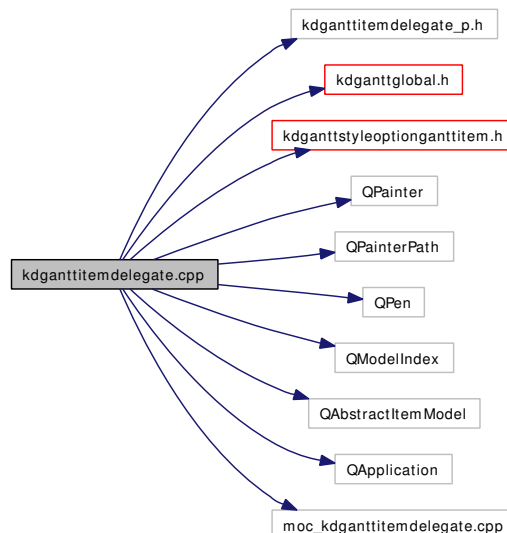 kdganttitemdelegate_p.h
kdganttglobal.h
kdganttstyleoptionganttitem.h
QPainter
kdganttitemdelegate.cpp
QPainterPath
QPen
QModelIndex
QAbstractItemModel
QApplication
moc_kdganttitemdelegate.cpp